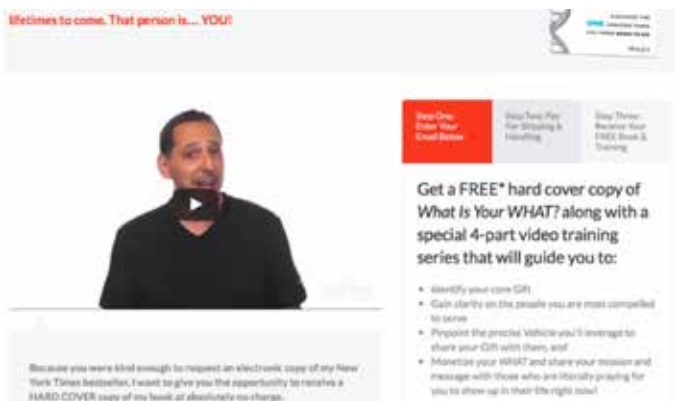 lifetimes to come. That person is... YOU!
ONE
WILEY
Step One:
Enter Your
Email Below
Step Two: Pay
For Shipping &
Handling
Step Three:
Receive Your
FREE Book &
Training
Get a FREE* hard cover copy of
What Is Your WHAT? along with a
special 4-part video training
series that will guide you to:
• Identify your core Gift
• Gain clarity on the people you are most compelled
to serve
• Pinpoint the precise Vehicle you'll leverage to
share your Gift with them, and
• Monetize your WHAT and share your mission and
message with those who are literally praying for
you to show up in their life right now!
Because you were kind enough to request an electronic copy of my New
York Times bestseller, I want to give you the opportunity to receive a
HARD COVER copy of my book at absolutely no charge.